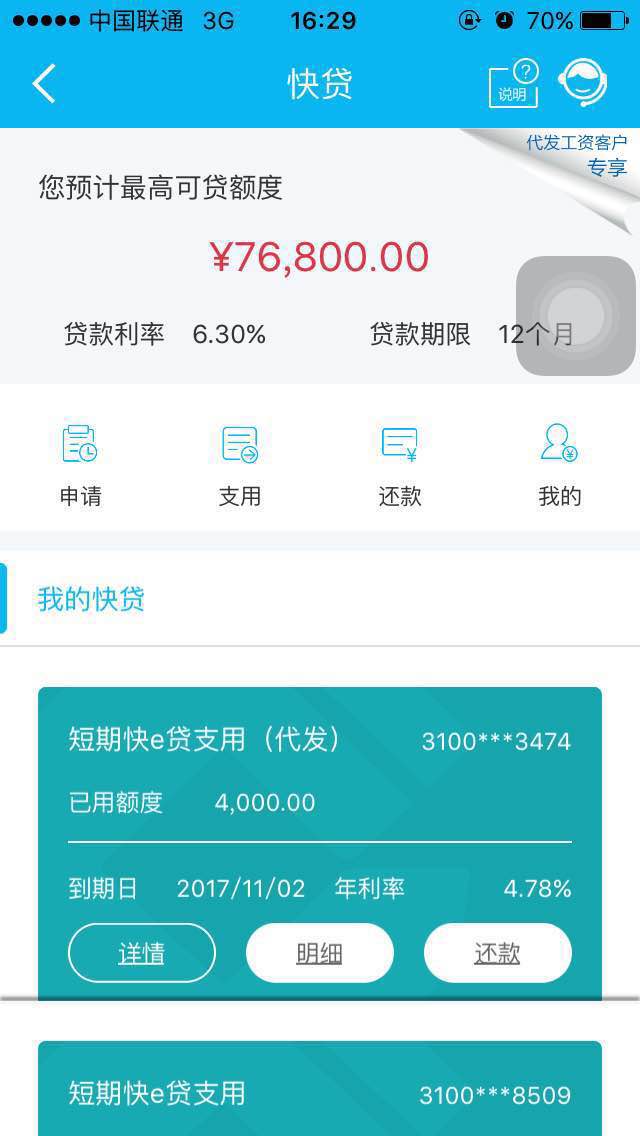 中国联通 3G 16:29 70%
快贷 说明 ?
代发工资客户
专享
您预计最高可贷额度
¥76,800.00
贷款利率 6.30% 贷款期限 12个月
申请 支用 还款 我的
我的快贷
短期快e贷支用（代发） 3100***3474
已用额度 4,000.00
到期日 2017/11/02 年利率 4.78%
详情 明细 还款
短期快e贷支用 3100***8509